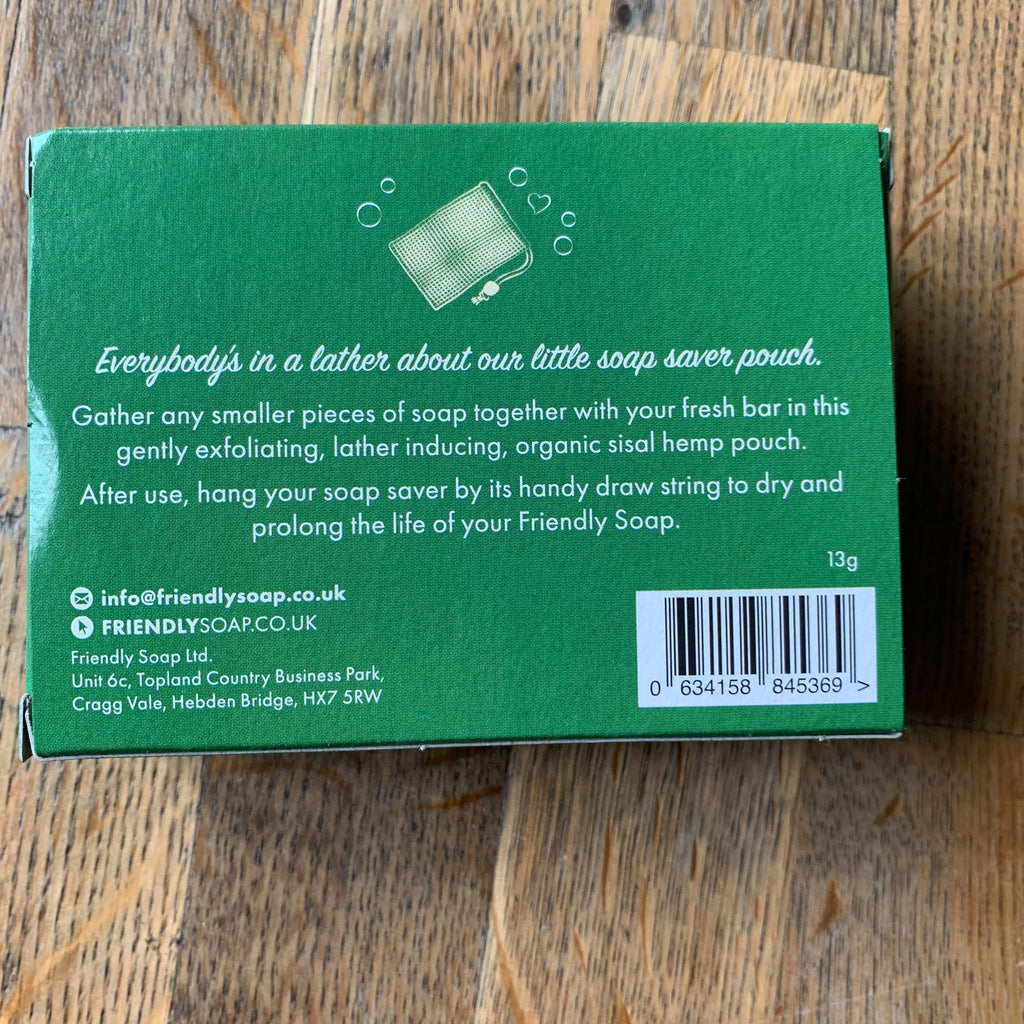 Everybody's in a lather about our little soap saver pouch.
Gather any smaller pieces of soap together with your fresh bar in this
gently exfoliating, lather inducing, organic sisal hemp pouch.
After use, hang your soap saver by its handy draw string to dry and
prolong the life of your Friendly Soap.
13g
info@friendlysoap.co.uk
FRIENDLYSOAP.CO.UK
Friendly Soap Ltd.
Unit 6c, Topland Country Business Park,
Cragg Vale, Hebden Bridge, HX7 5RW
0 634158 845369 >